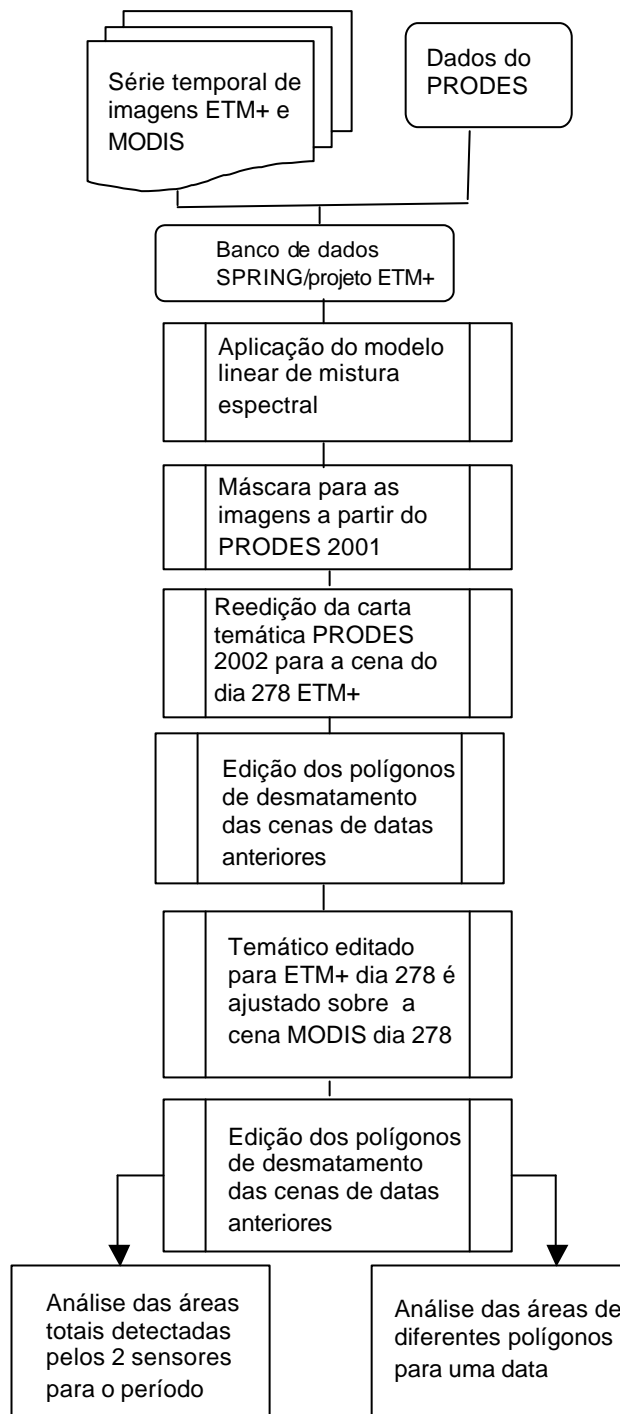 Série temporal de
imagens ETM+ e
MODIS
Dados do
PRODES
Banco de dados
SPRING/projeto ETM+
Aplicação do modelo
linear de mistura
espectral
Máscara para as
imagens a partir do
PRODES 2001
Reedição da carta
temática PRODES
2002 para a cena do
dia 278 ETM+
Edição dos polígonos
de desmatamento
das cenas de datas
anteriores
Temático editado
para ETM+ dia 278 é
ajustado sobre a
cena MODIS dia 278
Edição dos polígonos
de desmatamento
das cenas de datas
anteriores
Análise das áreas
totais detectadas
pelos 2 sensores
para o período
Análise das áreas de
diferentes polígonos
para uma data